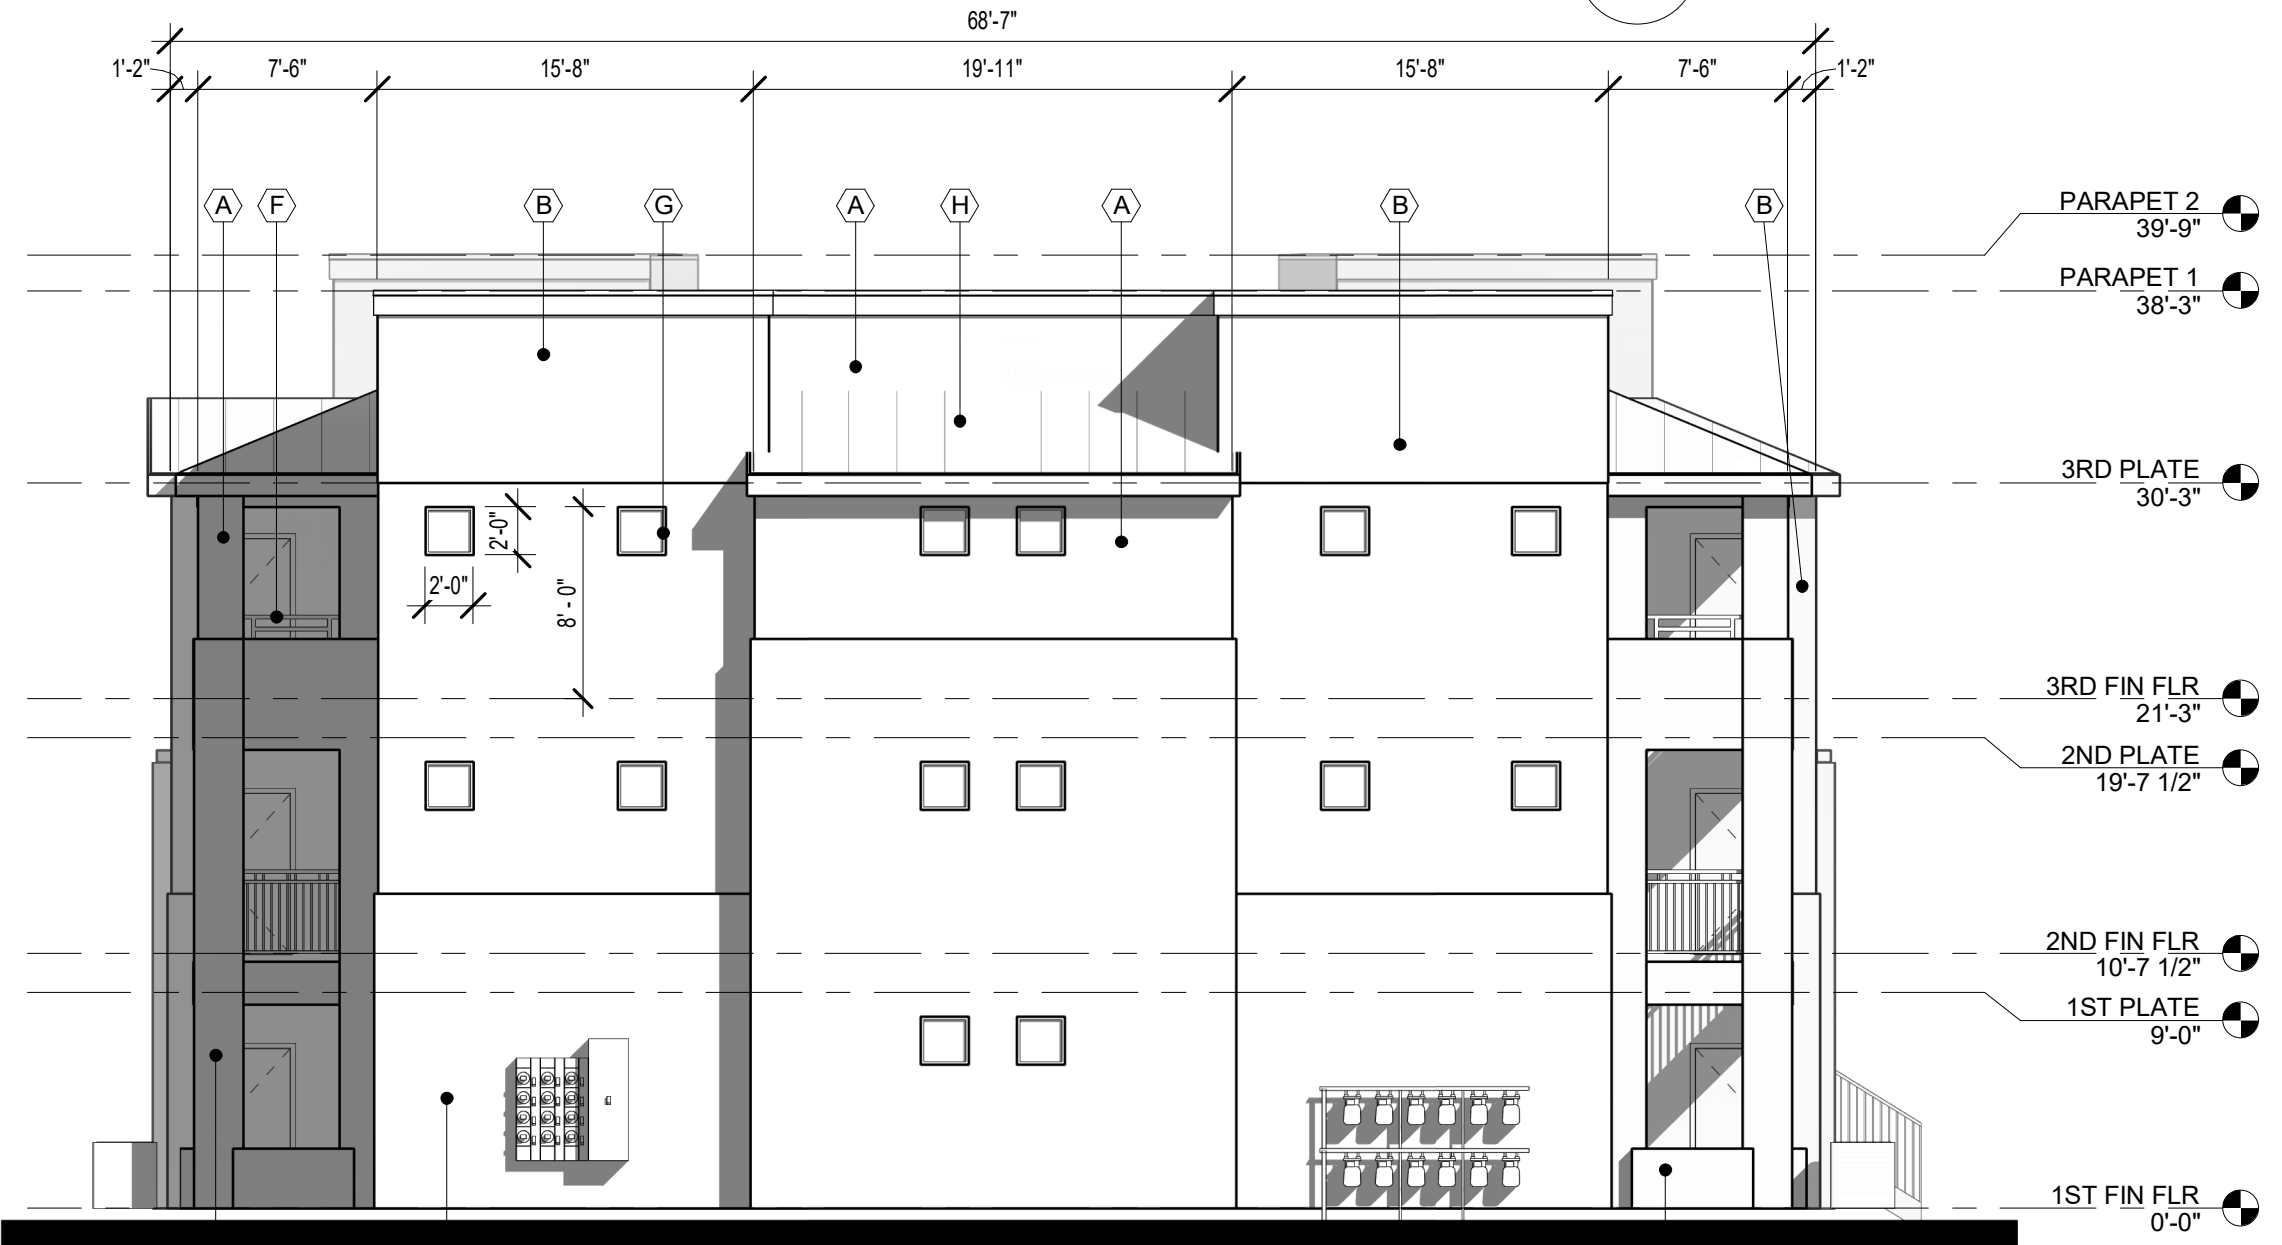 68'-7"
1'-2"
7'-6"
15'-8"
19'-11"
15'-8"
7'-6"
1'-2"
A
F
B
G
A
H
A
B
B
PARAPET 2
39'-9"
PARAPET 1
38'-3"
3RD PLATE
30'-3"
2'-0"
2'-0"
8' - 0"
3RD FIN FLR
21'-3"
2ND PLATE
19'-7 1/2"
2ND FIN FLR
10'-7 1/2"
1ST PLATE
9'-0"
1ST FIN FLR
0'-0"